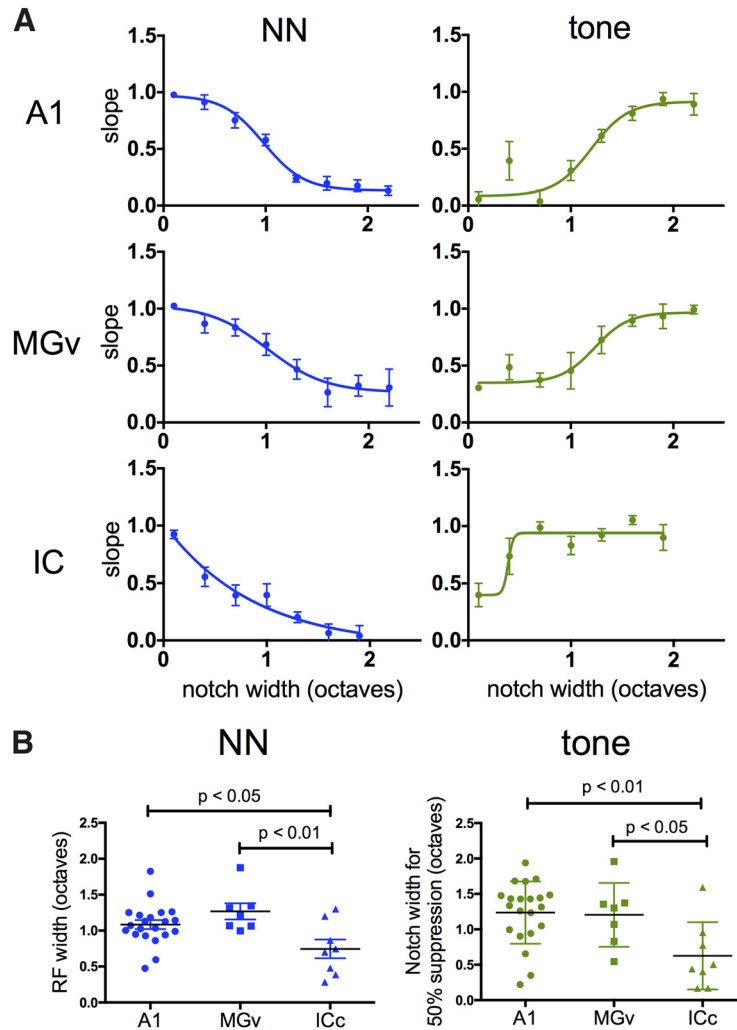 A
NN
tone
A1
slope
1.5
1.0
0.5
0.0
0
1
2
1.5
1.0
0.5
0.0
0
1
2
MGv
slope
1.5
1.0
0.5
0.0
0
1
2
1.5
1.0
0.5
0.0
0
1
2
IC
slope
1.5
1.0
0.5
0.0
0
1
2
notch width (octaves)
1.5
1.0
0.5
0.0
0
1
2
notch width (octaves)
B
NN
p < 0.05
p < 0.01
RF width (octaves)
2.5
2.0
1.5
1.0
0.5
0.0
A1
MGv
ICc
tone
p < 0.01
p < 0.05
Notch width for
50% suppression (octaves)
2.5
2.0
1.5
1.0
0.5
0.0
A1
MGv
ICc